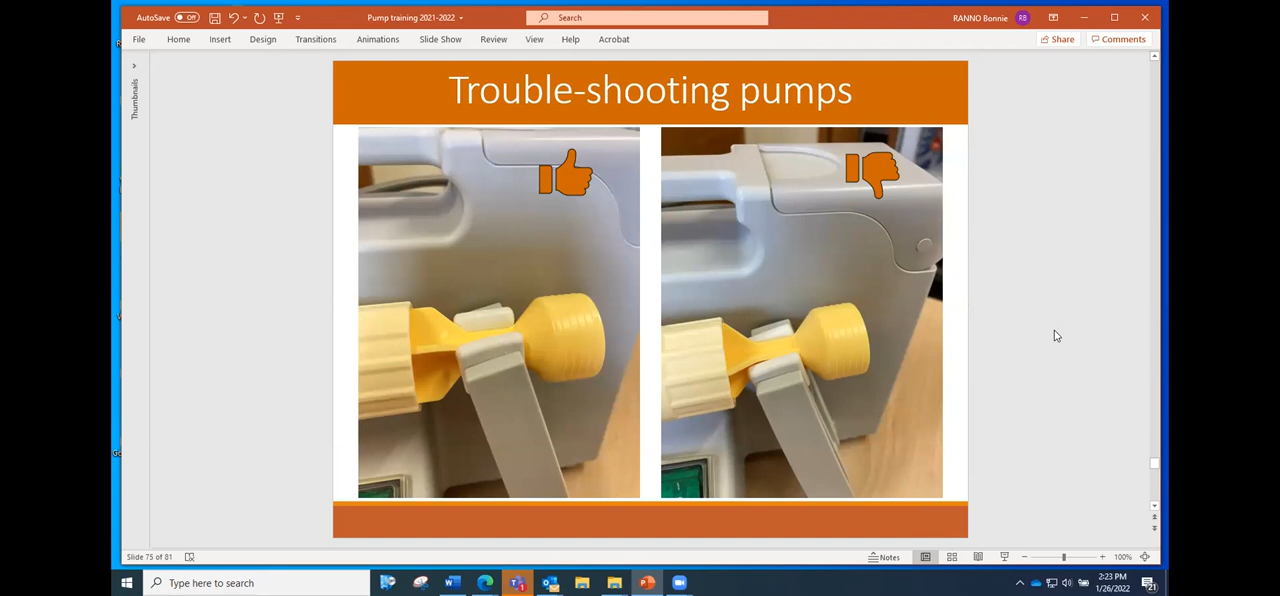 AutoSave Off
Pump training 2021-2022
Search
RANNO Bonnie RB
File Home Insert Design Transitions Animations Slide Show Review View Help Acrobat
Share Comments
Thumbnails
Trouble-shooting pumps
Slide 75 of 81
Notes
100%
Type here to search
2:23 PM
1/26/2022
21